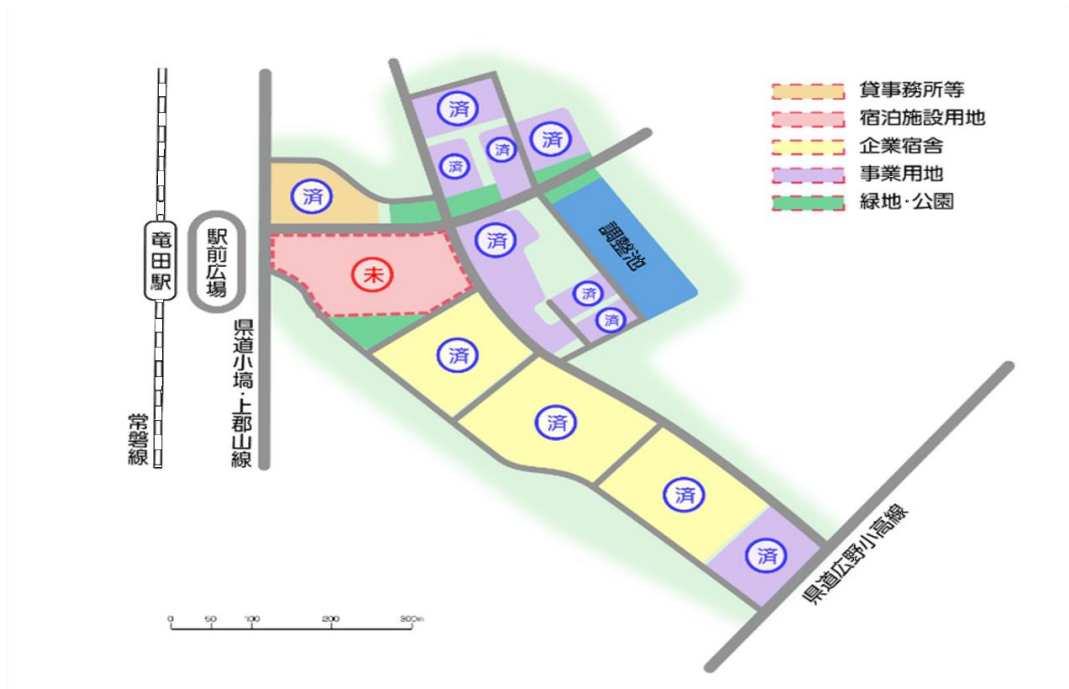 貸事務所等
宿泊施設用地
企業宿舎
事業用地
緑地・公園
済
済
済
済
済
竜田駅
駅前広場
済
調整池
未
済
済
県道小塙・上郡山線
済
済
常磐線
済
済
県道広野小高線
0 50 100 200 300m